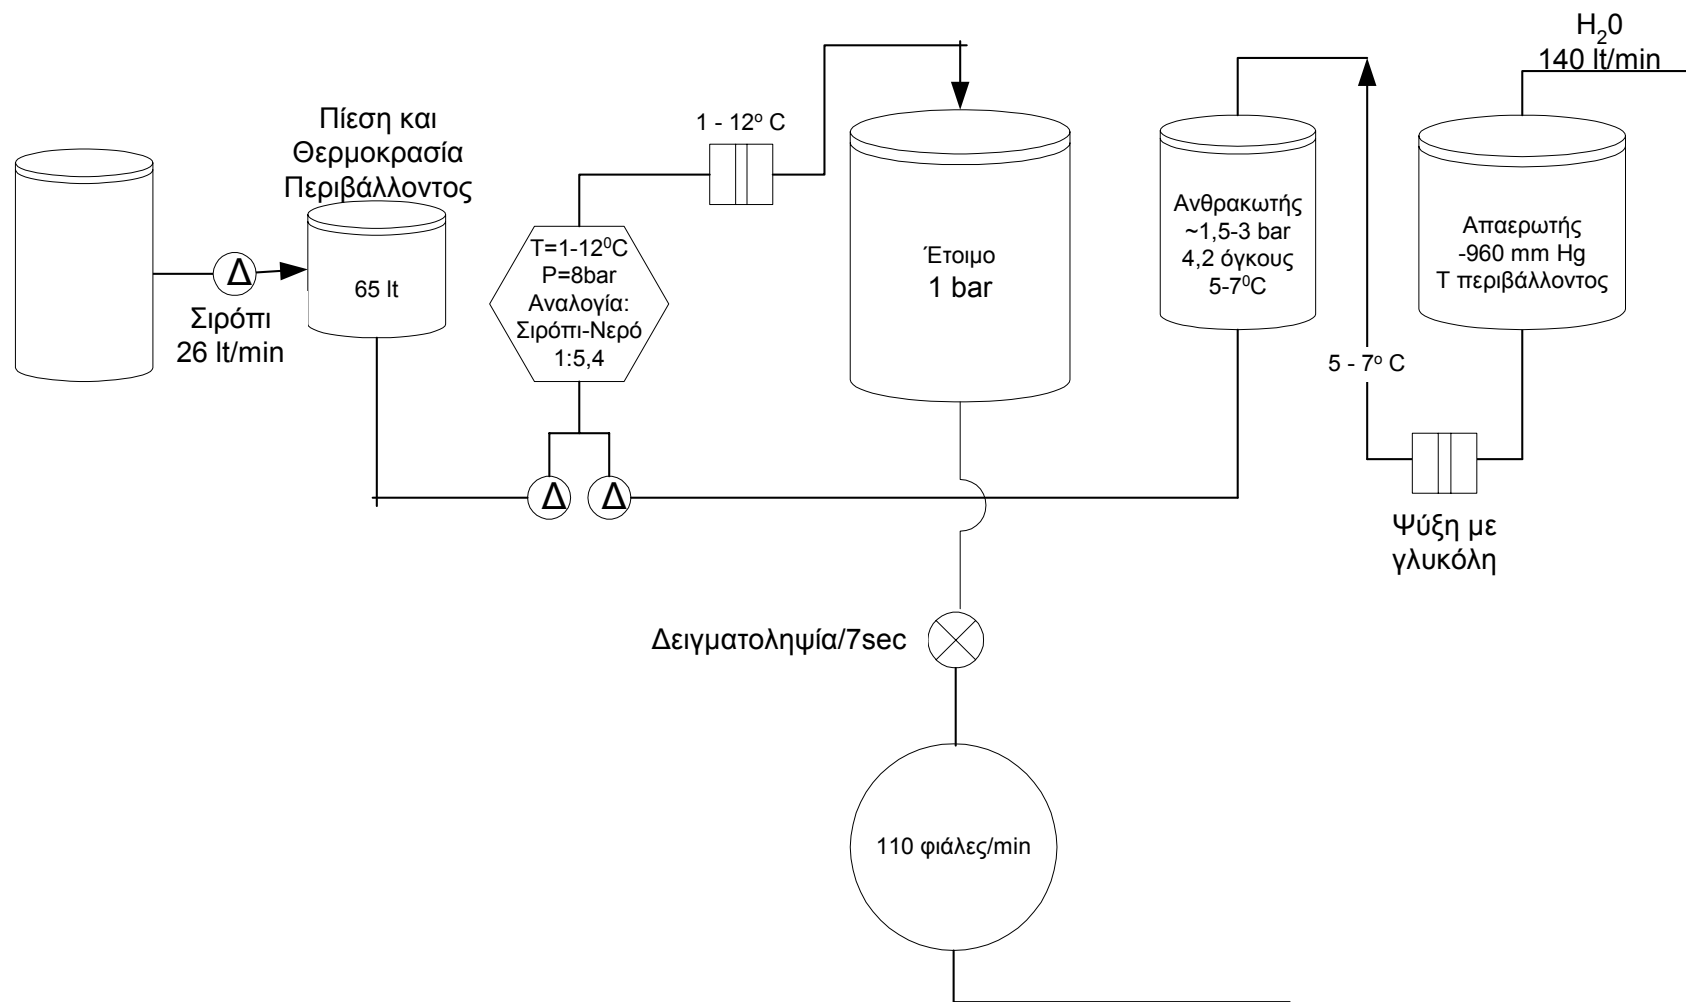 H₂0
140 lt/min
Πίεση και
Θερμοκρασία
Περιβάλλοντος
1 - 12º C
65 lt
Δ
Σιρόπι
26 lt/min
T=1-12⁰C
P=8bar
Αναλογία:
Σιρόπι-Νερό
1:5,4
Έτοιμο
1 bar
Ανθρακωτής
~1,5-3 bar
4,2 όγκους
5-7⁰C
Απαερωτής
-960 mm Hg
Τ περιβάλλοντος
5 - 7º C
Δ Δ
Ψύξη με
γλυκόλη
Δειγματοληψία/7sec
110 φιάλες/min